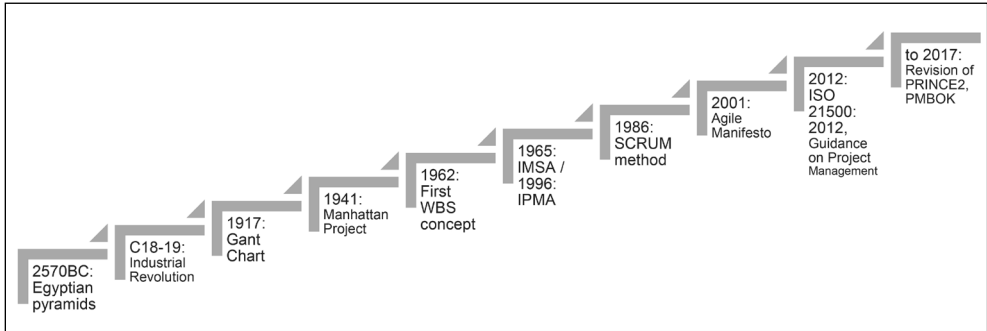 2570BC:
Egyptian
pyramids
C18-19:
Industrial
Revolution
1917:
Gant
Chart
1941:
Manhattan
Project
1962:
First
WBS
concept
1965:
IMSA /
1996:
IPMA
1986:
SCRUM
method
2001:
Agile
Manifesto
2012:
ISO
21500:
2012,
Guidance
on Project
Management
to 2017:
Revision of
PRINCE2,
PMBOK